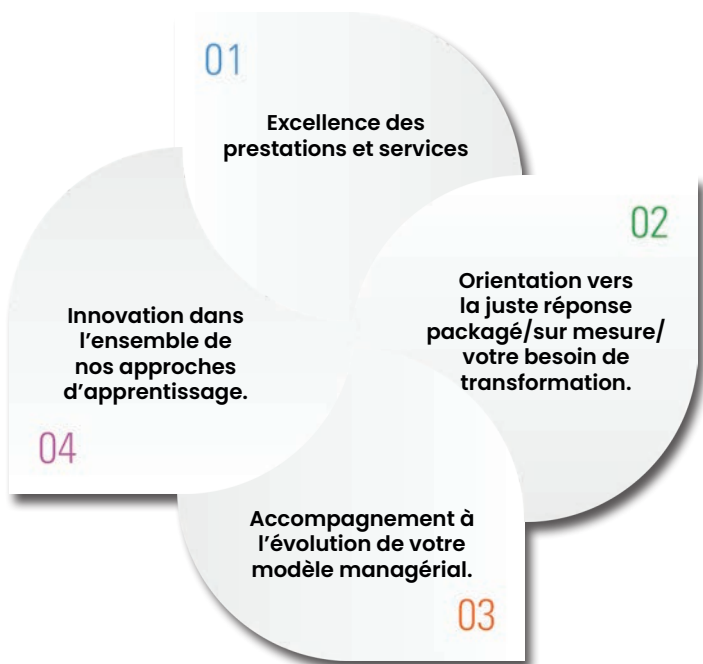 01
Excellence des
prestations et services
02
Orientation vers
la juste réponse
packagé/sur mesure/
votre besoin de
transformation.
Accompagnement à
l’évolution de votre
modèle managérial.
03
Innovation dans
l’ensemble de
nos approches
d’apprentissage.
04